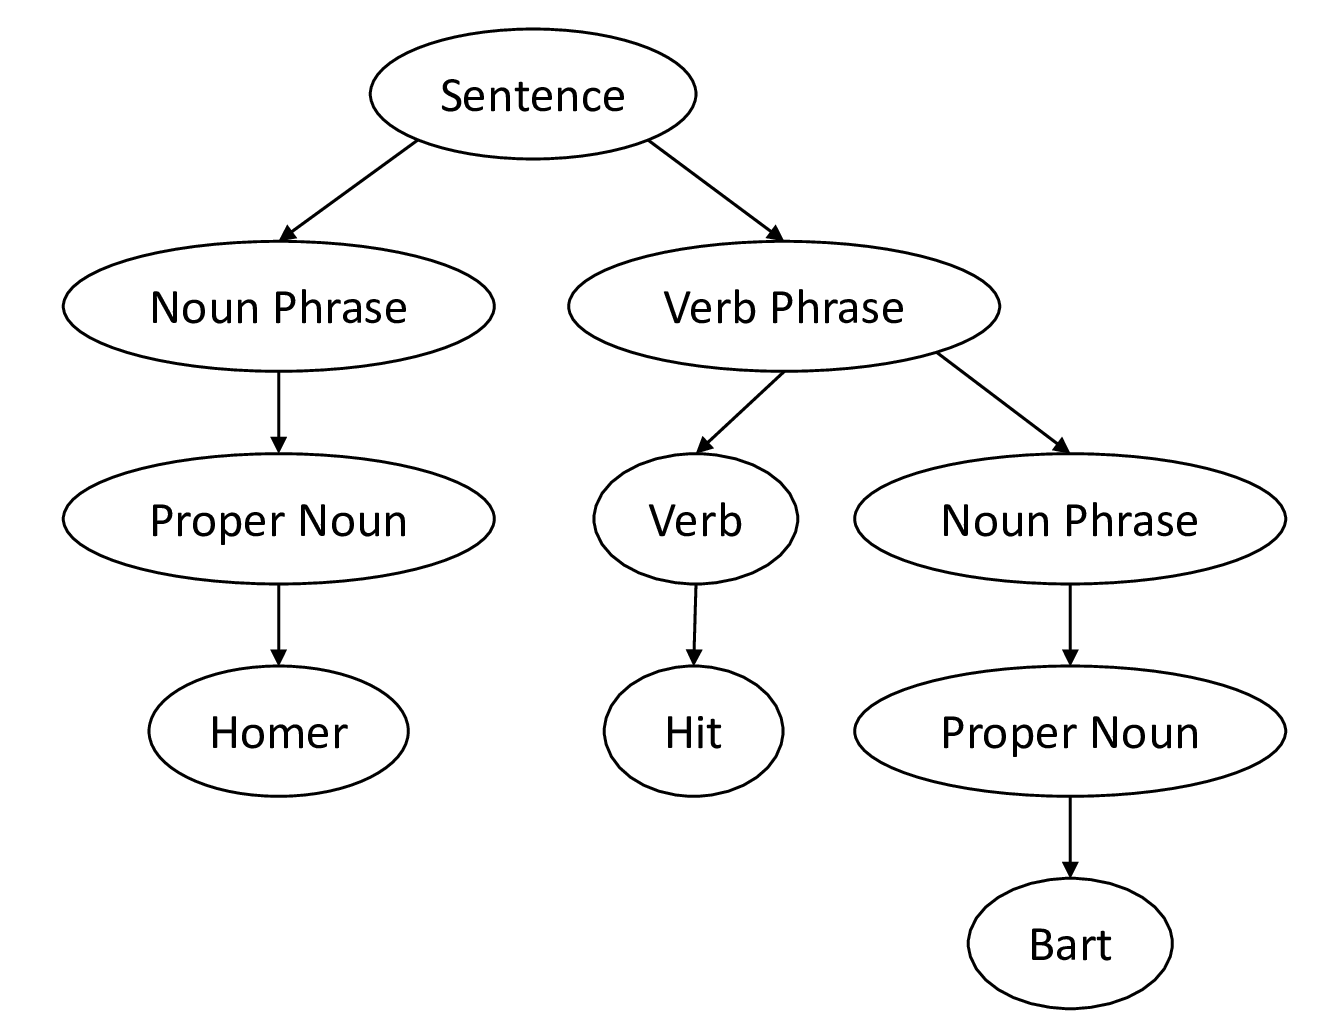 Sentence
Noun Phrase
Verb Phrase
Proper Noun
Verb
Noun Phrase
Homer
Hit
Proper Noun
Bart